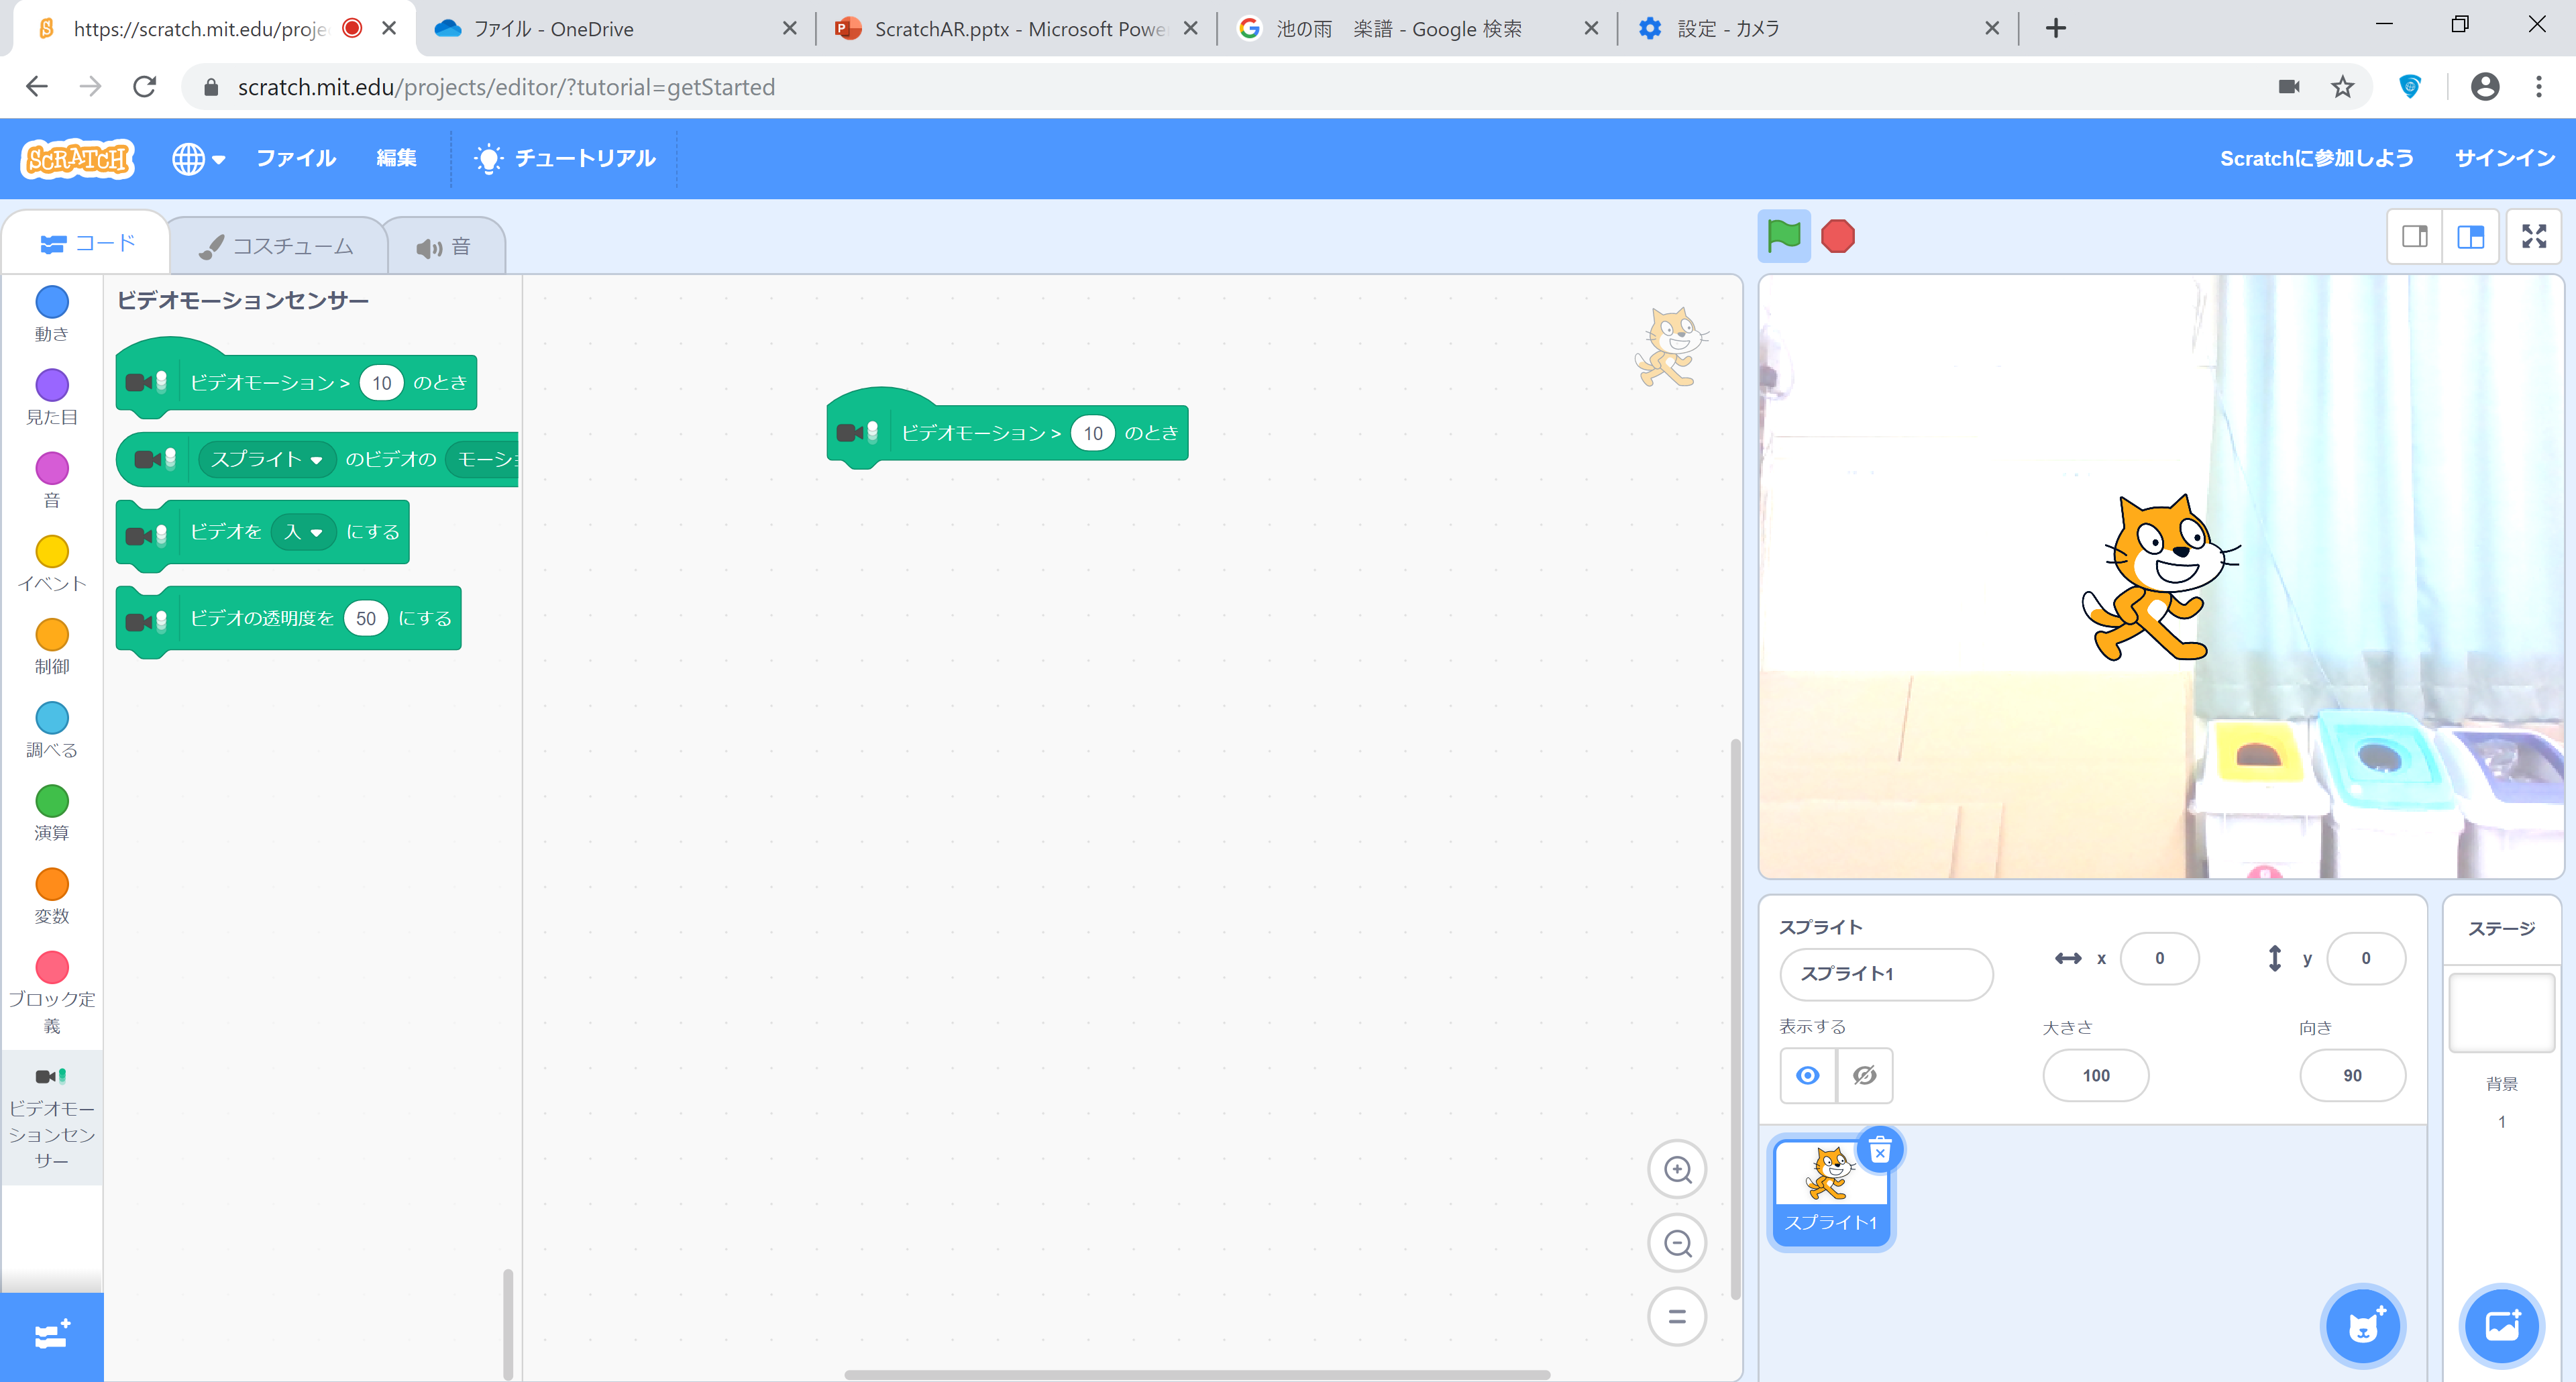 https://scratch.mit.edu/proje
ファイル - OneDrive
ScratchAR.pptx - Microsoft Powe
池の雨　楽譜 - Google 検索
設定 - カメラ
scratch.mit.edu/projects/editor/?tutorial=getStarted
SCRATCH
ファイル
編集
チュートリアル
Scratchに参加しよう
サインイン
コード
コスチューム
音
動き
見た目
音
イベント
制御
調べる
演算
変数
ブロック定
義
ビデオモー
ションセン
サー
ビデオモーションセンサー
ビデオモーション > 10 のとき
スプライト のビデオの モーショ
ビデオを 入 にする
ビデオの透明度を 50 にする
ビデオモーション > 10 のとき
スプライト
スプライト1
x 0
y 0
表示する
大きさ
向き
100
90
スプライト1
ステージ
背景
1